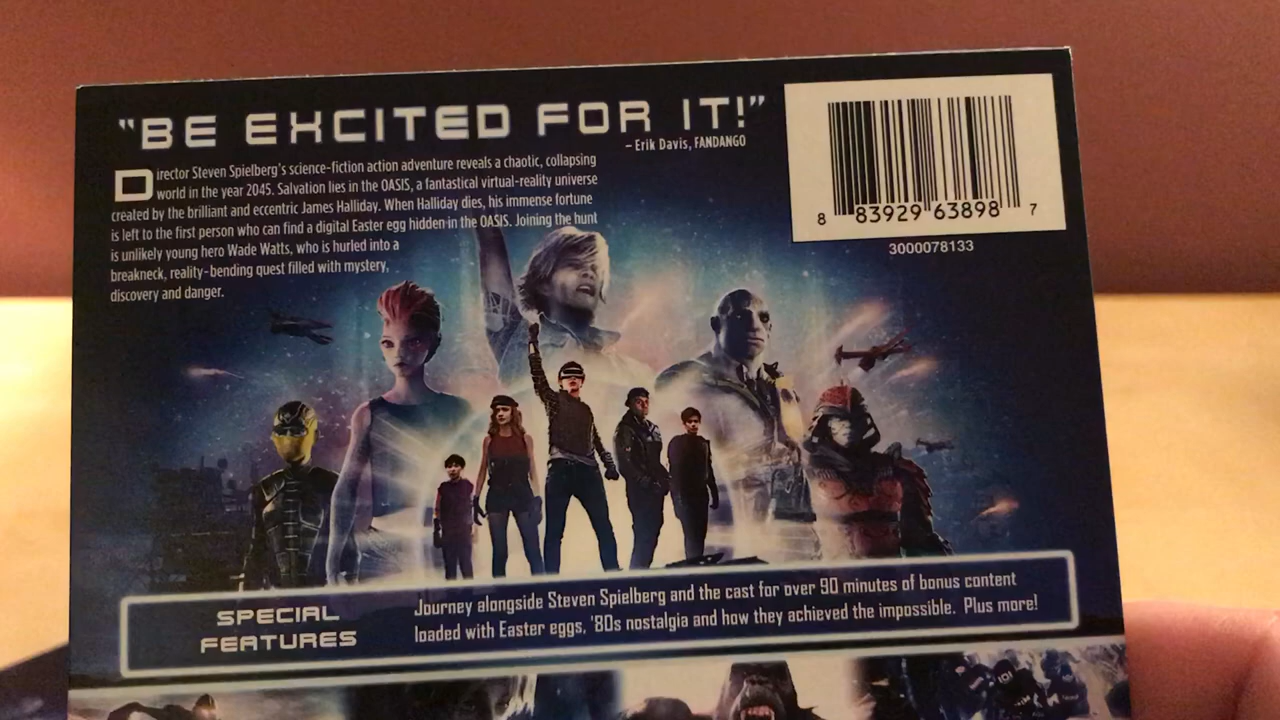 "BE EXCITED FOR IT!"
– Erik Davis, FANDANGO
Director Steven Spielberg's science-fiction action adventure reveals a chaotic, collapsing
world in the year 2045. Salvation lies in the OASIS, a fantastical virtual-reality universe
created by the brilliant and eccentric James Halliday. When Halliday dies, his immense fortune
is left to the first person who can find a digital Easter egg hidden in the OASIS. Joining the hunt
is unlikely young hero Wade Watts, who is hurled into a
breakneck, reality-bending quest filled with mystery,
discovery and danger.
8 83929 63898 7
3000078133
SPECIAL
FEATURES
Journey alongside Steven Spielberg and the cast for over 90 minutes of bonus content
loaded with Easter eggs, '80s nostalgia and how they achieved the impossible. Plus more!